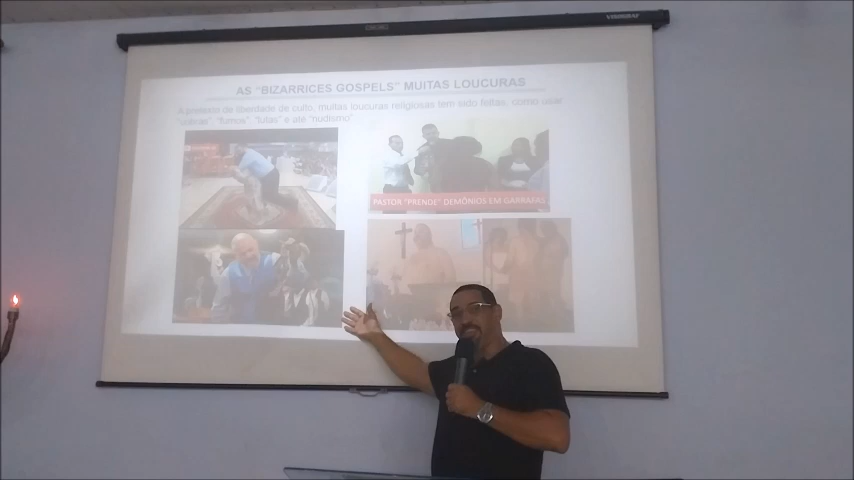 AS "BIZARRICES GOSPELS" MUITAS LOUCURAS
A pretexto de liberdade de culto, muitas loucuras religiosas tem sido feitas, como usar
"fumos", "lutas" e até "nudismo"
PASTOR "PRENDE" DEMÔNIOS EM GARRAFAS